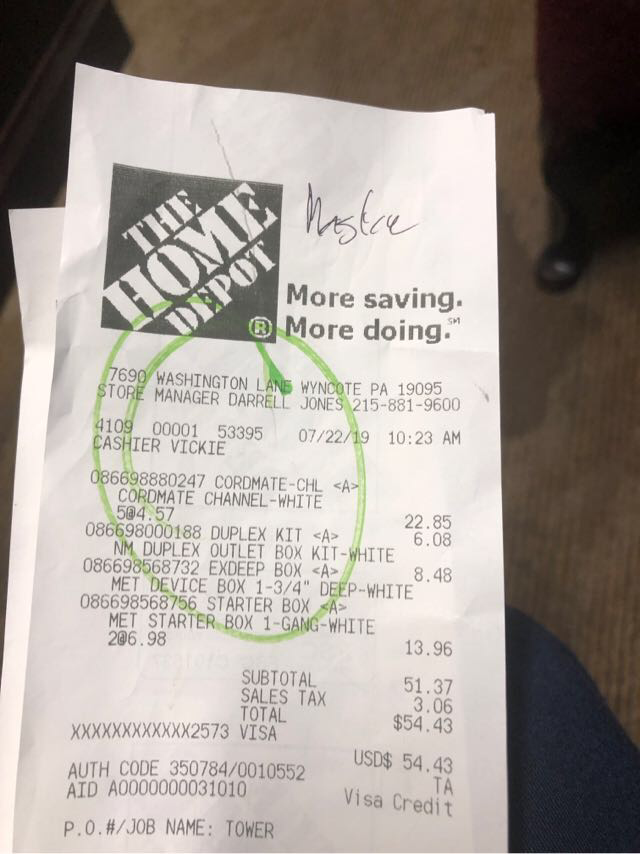 THE
HOME
DEPOT
®
More saving.
More doing.℠
7690 WASHINGTON LANE WYNCOTE PA 19095
STORE MANAGER DARRELL JONES 215-881-9600
4109 00001 53395 07/22/19 10:23 AM
CASHIER VICKIE
086698880247 CORDMATE-CHL <A>
CORDMATE CHANNEL-WHITE
5@4.57 22.85
086698000188 DUPLEX KIT <A> 6.08
NM DUPLEX OUTLET BOX KIT-WHITE
086698568732 EXDEEP BOX <A> 8.48
MET DEVICE BOX 1-3/4" DEEP-WHITE
086698568756 STARTER BOX <A>
MET STARTER BOX 1-GANG-WHITE
2@6.98 13.96
SUBTOTAL 51.37
SALES TAX 3.06
TOTAL $54.43
XXXXXXXXXXXX2573 VISA
USD$ 54.43
AUTH CODE 350784/0010552 TA
AID A0000000031010 Visa Credit
P.O.#/JOB NAME: TOWER